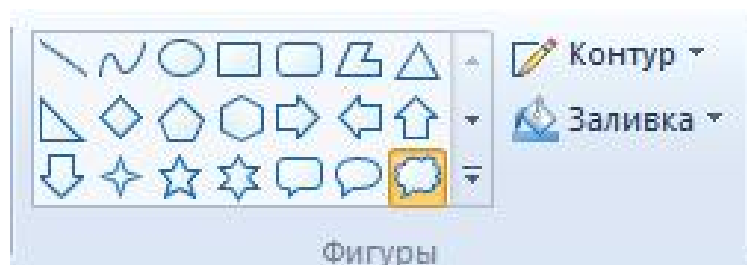 Контур
Заливка
Фигуры